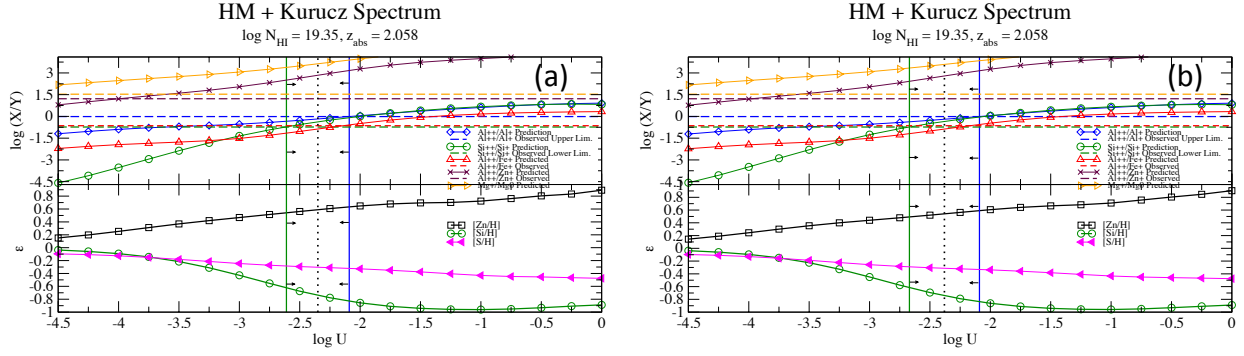 HM + Kurucz Spectrum
log N_HI = 19.35, z_abs = 2.058
(a)
log (X/Y)
3
1.5
0
-1.5
-3
-4.5
Al++/Al+ Prediction
Al++/Al+ Observed Upper Lim.
Si++/Si+ Prediction
Si++/Si+ Observed Lower Lim.
Al++/Fe+ Predicted
Al++/Fe+ Observed
Al++/Zn+ Predicted
Al++/Zn+ Observed
Mg+/Mg0 Predicted
ε
0.8
0.6
0.4
0.2
0
-0.2
-0.4
-0.6
-0.8
-1
[Zn/H]
[Si/H]
[S/H]
-4.5 -4 -3.5 -3 -2.5 -2 -1.5 -1 -0.5 0
log U
HM + Kurucz Spectrum
log N_HI = 19.35, z_abs = 2.058
(b)
log (X/Y)
3
1.5
0
-1.5
-3
-4.5
Al++/Al+ Prediction
Al++/Al+ Observed Upper Lim.
Si++/Si+ Prediction
Si++/Si+ Observed Lower Lim.
Al++/Fe+ Predicted
Al++/Fe+ Observed
Al++/Zn+ Predicted
Al++/Zn+ Observed
Mg+/Mg0 Predicted
ε
0.8
0.6
0.4
0.2
0
-0.2
-0.4
-0.6
-0.8
-1
[Zn/H]
[Si/H]
[S/H]
-4.5 -4 -3.5 -3 -2.5 -2 -1.5 -1 -0.5 0
log U